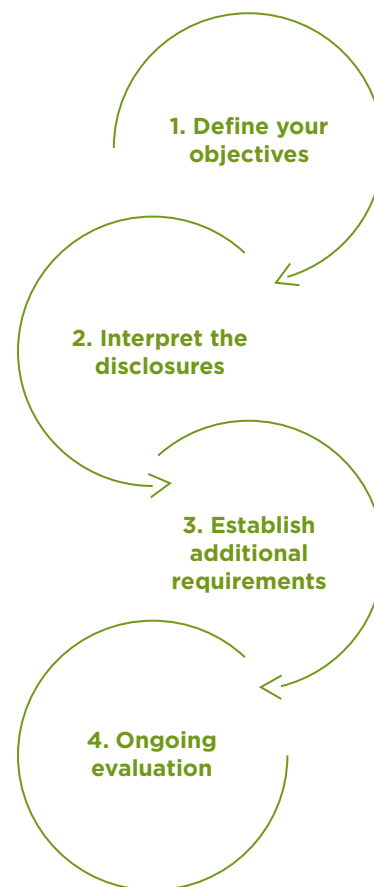 1. Define your
objectives
2. Interpret the
disclosures
3. Establish
additional
requirements
4. Ongoing
evaluation